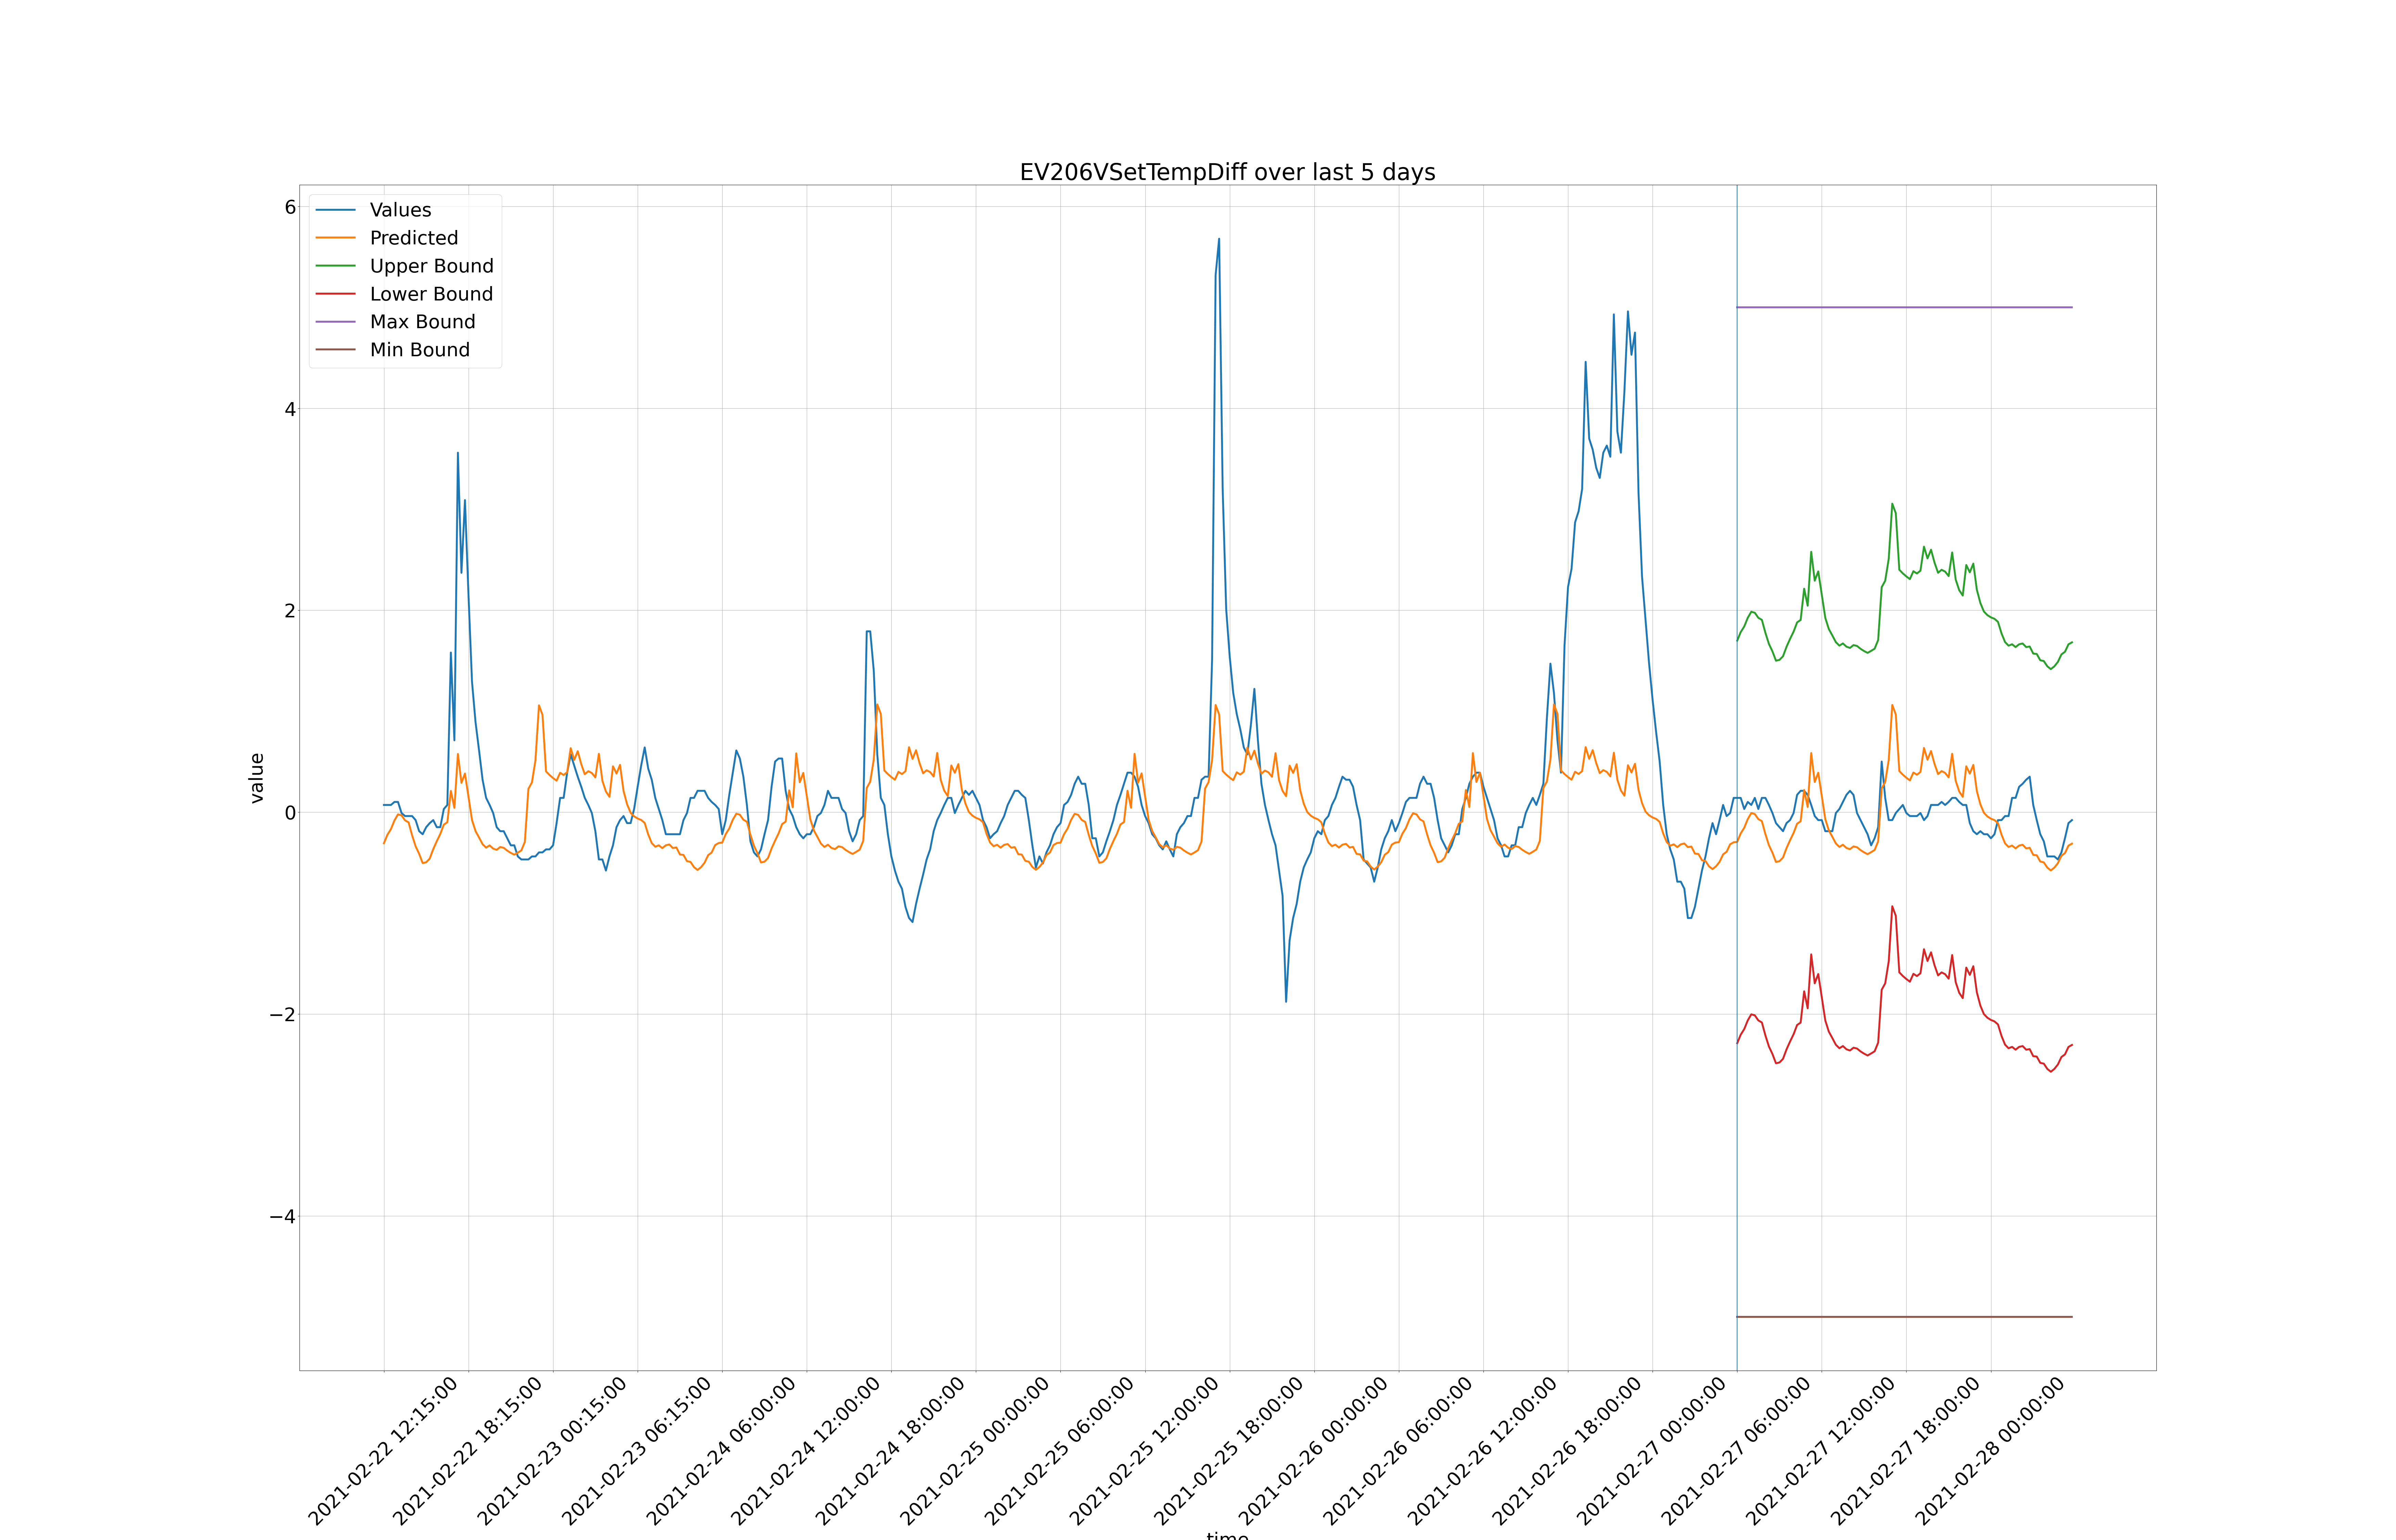 EV206VSetTempDiff over last 5 days
Values
Predicted
Upper Bound
Lower Bound
Max Bound
Min Bound
6
4
2
0
−2
−4
value
2021-02-22 12:15:00
2021-02-22 18:15:00
2021-02-23 00:15:00
2021-02-23 06:15:00
2021-02-24 06:00:00
2021-02-24 12:00:00
2021-02-24 18:00:00
2021-02-25 00:00:00
2021-02-25 06:00:00
2021-02-25 12:00:00
2021-02-25 18:00:00
2021-02-26 00:00:00
2021-02-26 06:00:00
2021-02-26 12:00:00
2021-02-26 18:00:00
2021-02-27 00:00:00
2021-02-27 06:00:00
2021-02-27 12:00:00
2021-02-27 18:00:00
2021-02-28 00:00:00
time